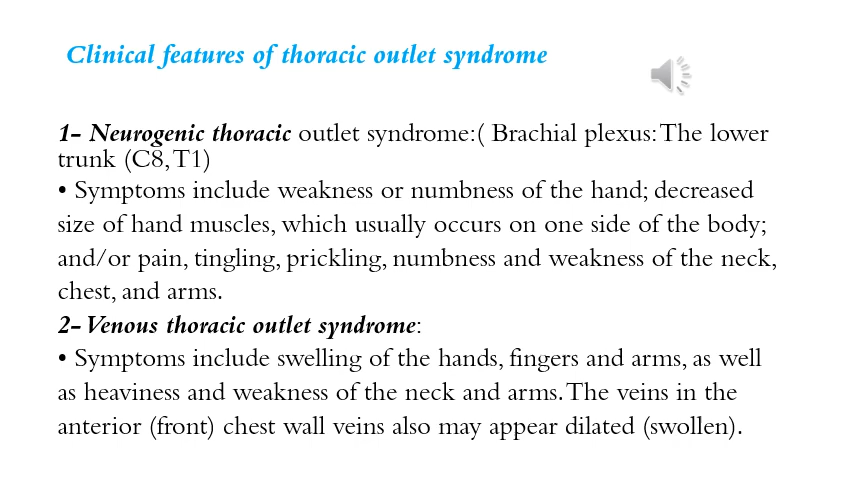 Clinical features of thoracic outlet syndrome
1- Neurogenic thoracic outlet syndrome:( Brachial plexus: The lower
trunk (C8, T1)
• Symptoms include weakness or numbness of the hand; decreased
size of hand muscles, which usually occurs on one side of the body;
and/or pain, tingling, prickling, numbness and weakness of the neck,
chest, and arms.
2- Venous thoracic outlet syndrome:
• Symptoms include swelling of the hands, fingers and arms, as well
as heaviness and weakness of the neck and arms. The veins in the
anterior (front) chest wall veins also may appear dilated (swollen).